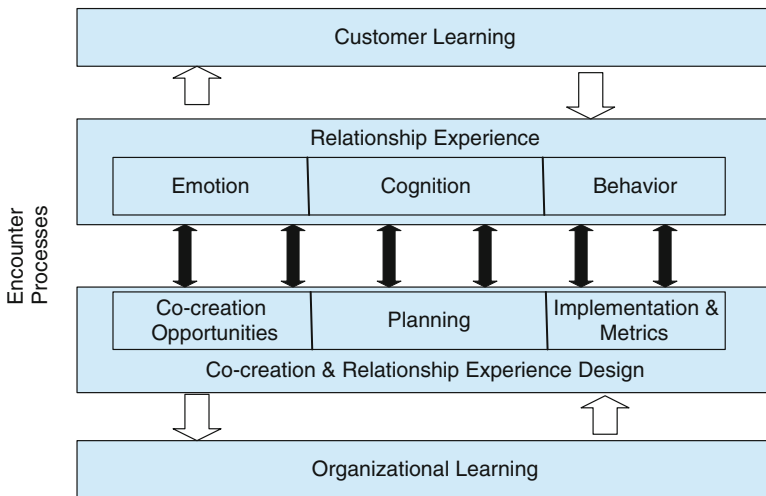 Customer Learning
Relationship Experience
Emotion
Cognition
Behavior
Encounter
Processes
Co-creation
Opportunities
Planning
Implementation &
Metrics
Co-creation & Relationship Experience Design
Organizational Learning